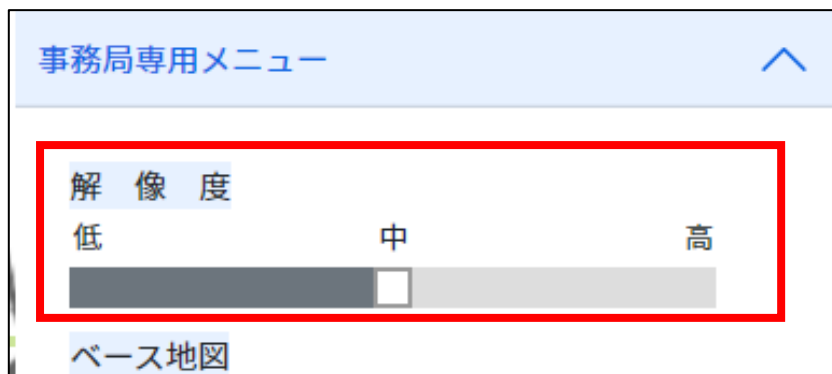 事務局専用メニュー
解　像　度
低　中　高
ベース地図